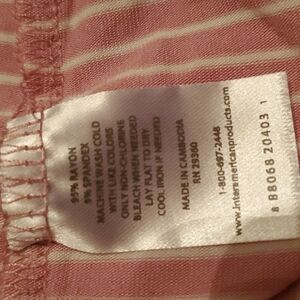 95% RAYON
5% SPANDEX
MACHINE WASH COLD
WITH LIKE COLORS
ONLY NON-CHLORINE
BLEACH WHEN NEEDED
LAY FLAT TO DRY
COOL IRON IF NEEDED
MADE IN CAMBODIA
RN 29360
1-800-697-2448
www.interamericanproducts.com
8 88068 20403 1